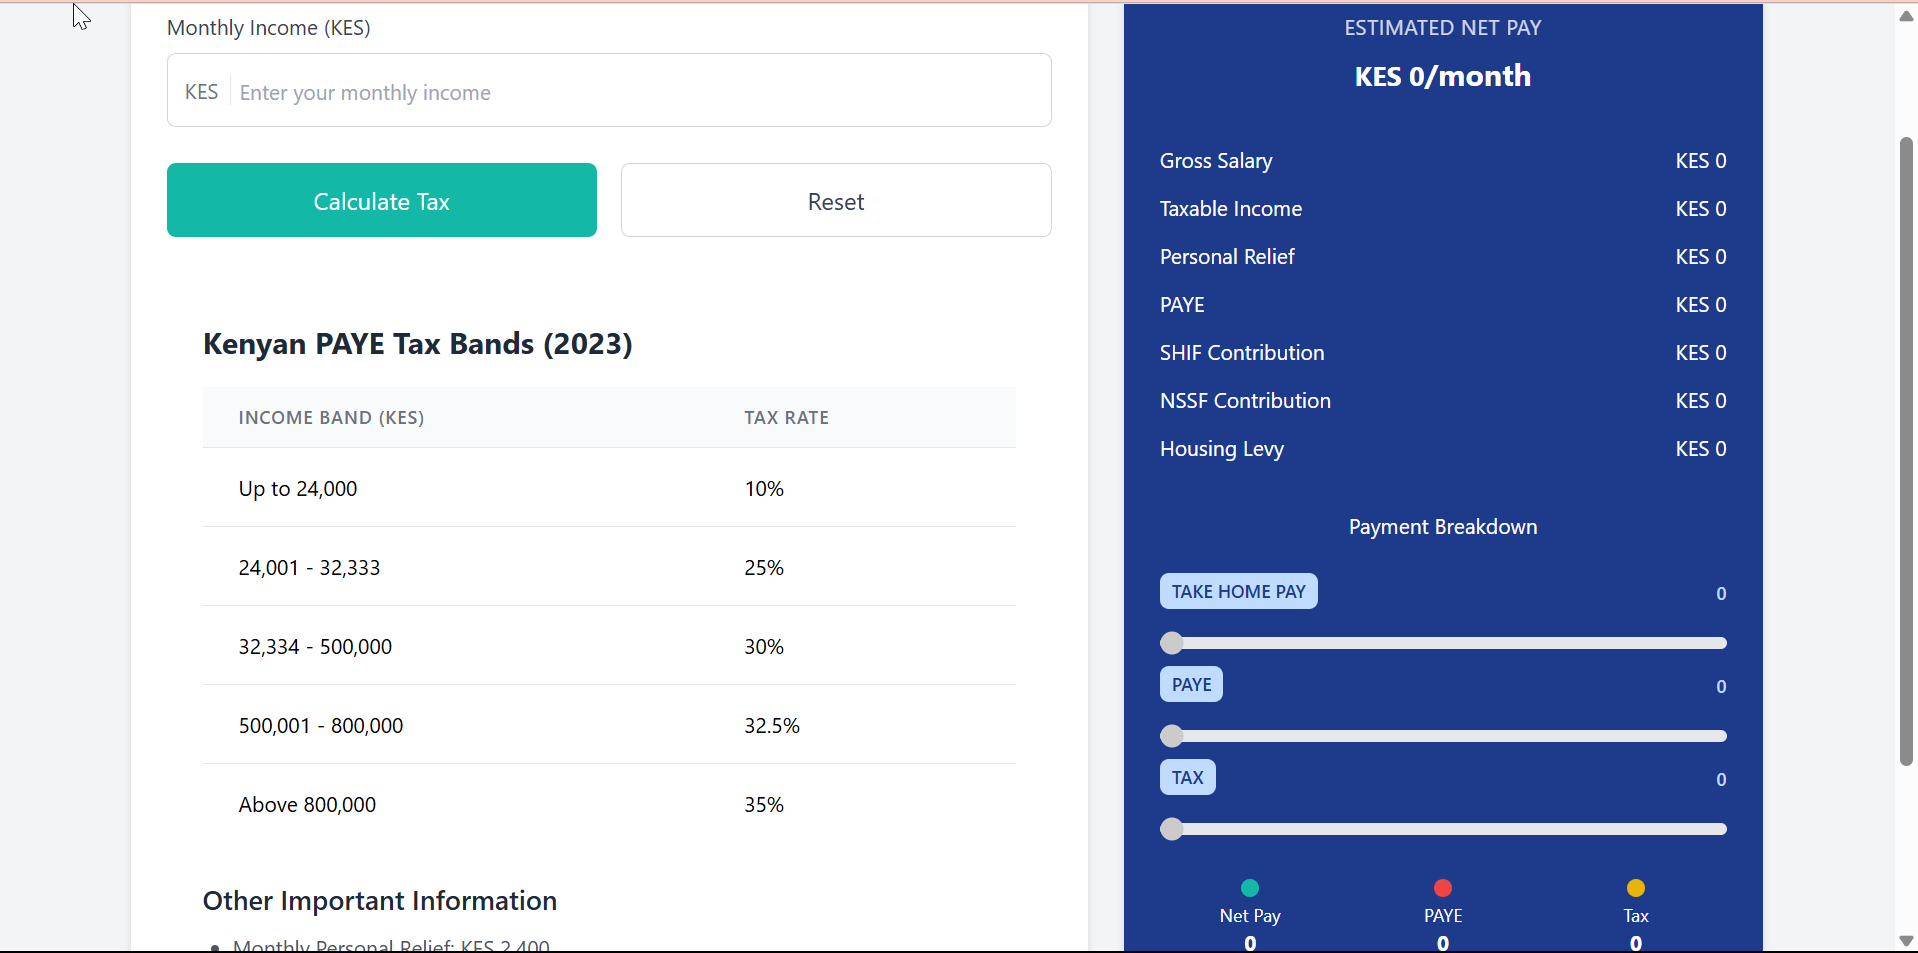 Monthly Income (KES)
KES Enter your monthly income
Calculate Tax
Reset
Kenyan PAYE Tax Bands (2023)
INCOME BAND (KES) TAX RATE
Up to 24,000 10%
24,001 - 32,333 25%
32,334 - 500,000 30%
500,001 - 800,000 32.5%
Above 800,000 35%
Other Important Information
Monthly Personal Relief: KES 2,400
ESTIMATED NET PAY
KES 0/month
Gross Salary KES 0
Taxable Income KES 0
Personal Relief KES 0
PAYE KES 0
SHIF Contribution KES 0
NSSF Contribution KES 0
Housing Levy KES 0
Payment Breakdown
TAKE HOME PAY 0
PAYE 0
TAX 0
Net Pay PAYE Tax
0 0 0